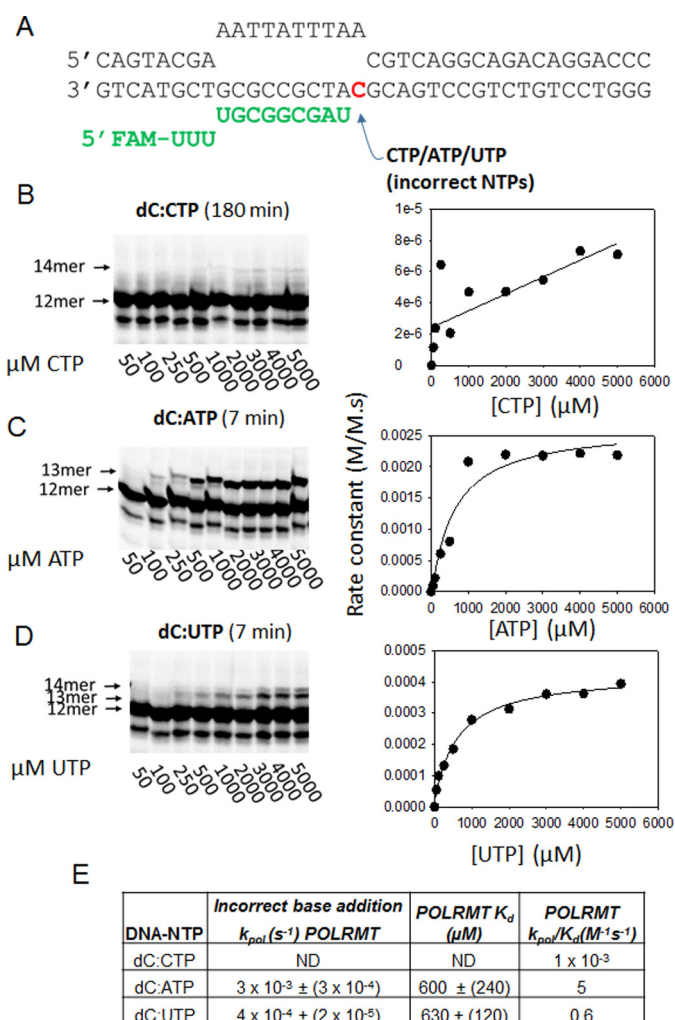 A
AATTATTTAA
5'CAGTACGA CGTCAGGCAGACAGGACCC
3'GTCATGCTGCGCCGCTACGCAGTCCGTCTGTCCTGGG
UGCGGCGAU
5'FAM-UUU
CTP/ATP/UTP
(incorrect NTPs)
B
dC:CTP (180 min)
14mer
12mer
μM CTP
50 100 250 500 1000 2000 3000 4000 5000
1e-5
8e-6
6e-6
4e-6
2e-6
0
0 1000 2000 3000 4000 5000 6000
[CTP] (μM)
C
dC:ATP (7 min)
13mer
12mer
μM ATP
50 100 250 500 1000 2000 3000 4000 5000
Rate constant (M/M.s)
0.0025
0.0020
0.0015
0.0010
0.0005
0.0000
0 1000 2000 3000 4000 5000 6000
[ATP] (μM)
D
dC:UTP (7 min)
14mer
13mer
12mer
μM UTP
50 100 250 500 1000 2000 3000 4000 5000
0.0005
0.0004
0.0003
0.0002
0.0001
0.0000
0 1000 2000 3000 4000 5000 6000
[UTP] (μM)
E
DNA-NTP Incorrect base addition kpol (s-1) POLRMT POLRMT Kd (μM) POLRMT kpol/Kd(M-1s-1)
dC:CTP ND ND 1 x 10-3
dC:ATP 3 x 10-3 ± (3 x 10-4) 600 ± (240) 5
dC:UTP 4 x 10-4 ± (2 x 10-5) 630 ± (120) 0.6